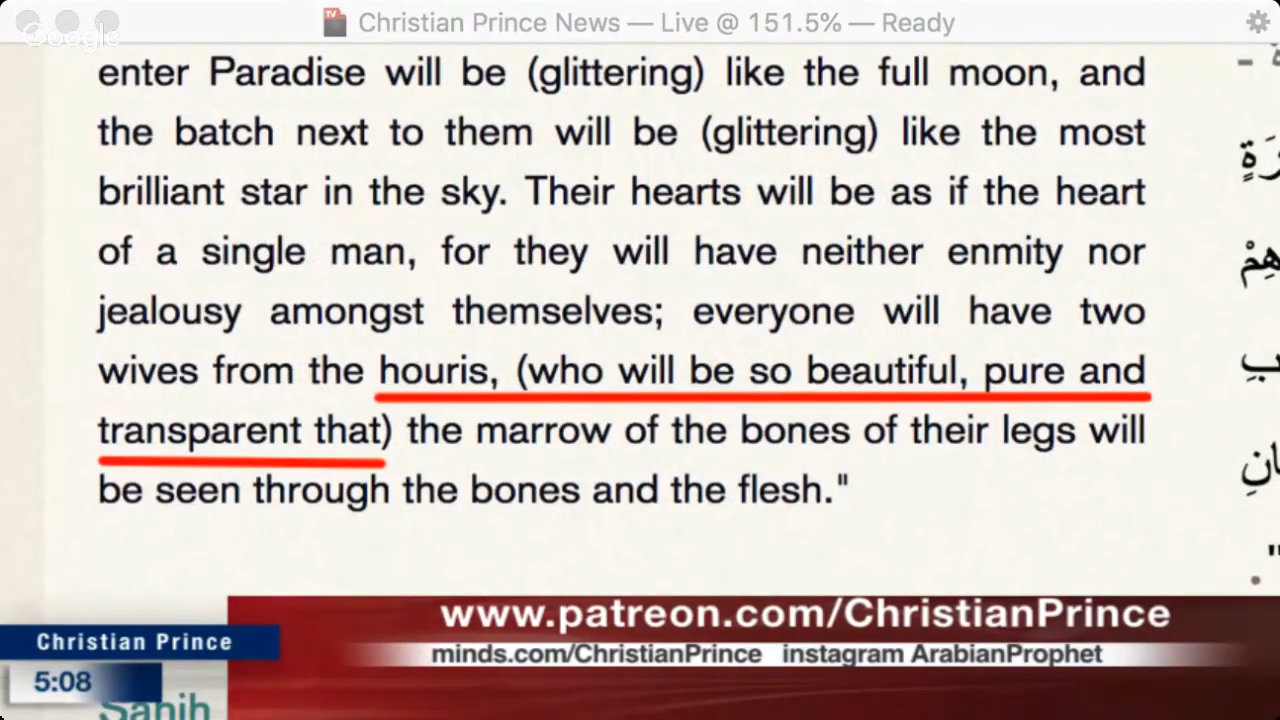 Christian Prince News — Live @ 151.5% — Ready
Google
enter Paradise will be (glittering) like the full moon, and
the batch next to them will be (glittering) like the most
brilliant star in the sky. Their hearts will be as if the heart
of a single man, for they will have neither enmity nor
jealousy amongst themselves; everyone will have two
wives from the houris, (who will be so beautiful, pure and
transparent that) the marrow of the bones of their legs will
be seen through the bones and the flesh."
www.patreon.com/ChristianPrince
Christian Prince
minds.com/ChristianPrince instagram ArabianProphet
5:08
Sahih